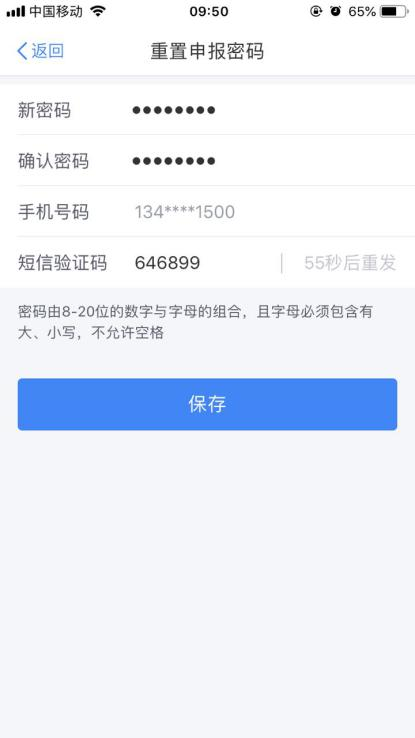 中国移动 09:50 65%
返回 重置申报密码
新密码 ●●●●●●●●
确认密码 ●●●●●●●●
手机号码 134****1500
短信验证码 646899 55秒后重发
密码由8-20位的数字与字母的组合，且字母必须包含有
大、小写，不允许空格
保存